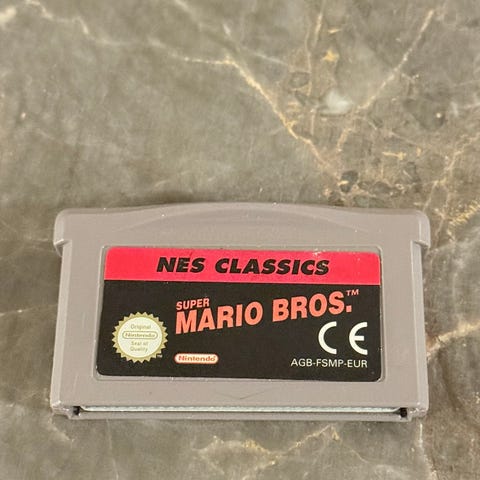 NES CLASSICS
SUPER
MARIO BROS.™
Original
Nintendo
Seal of
Quality
Nintendo
CE
AGB-FSMP-EUR